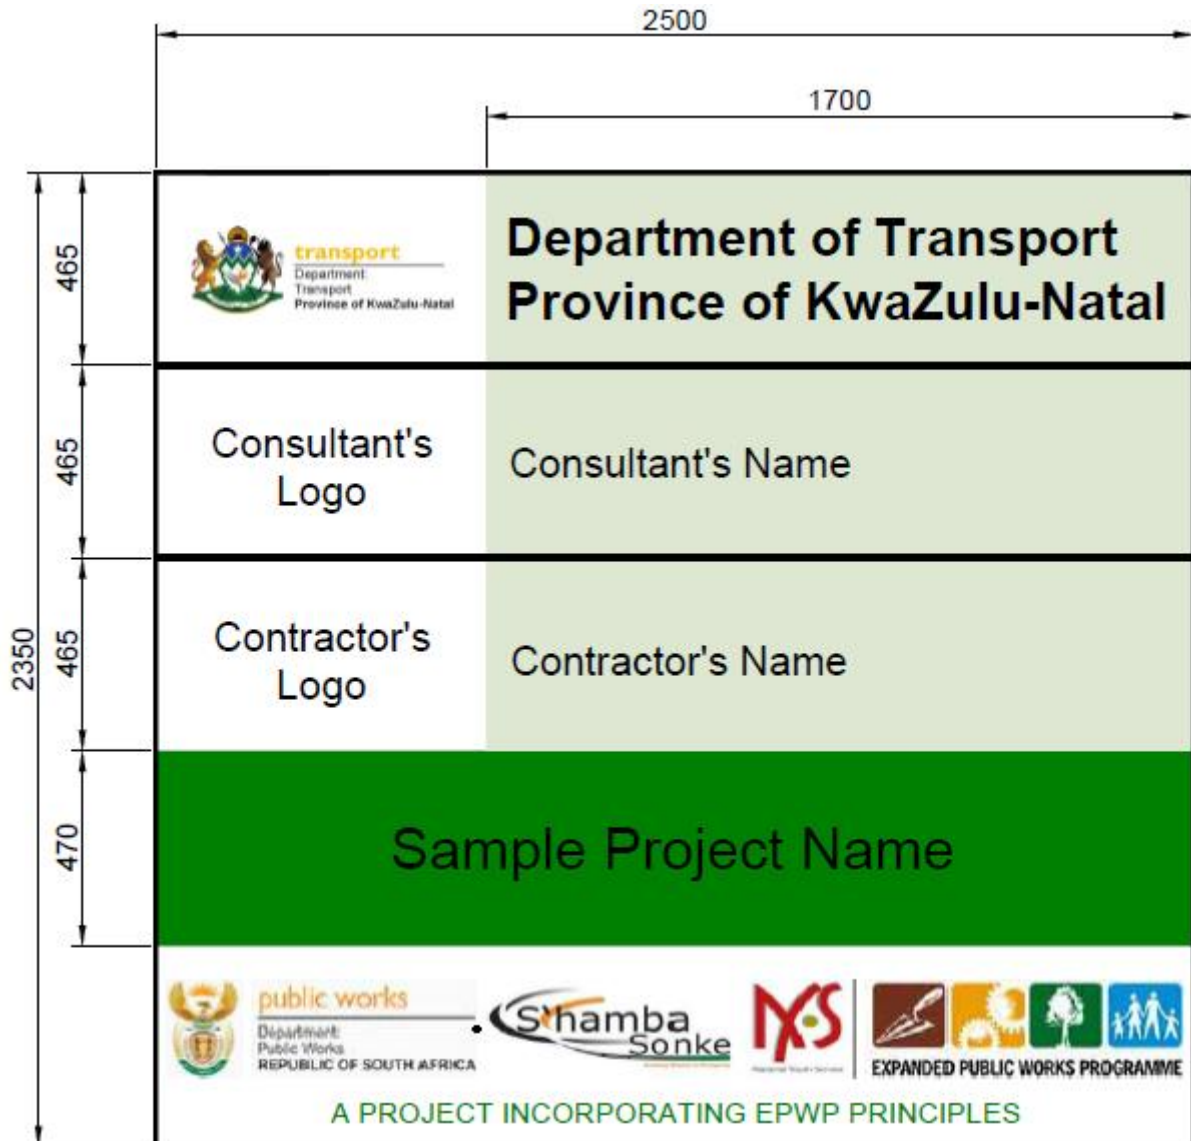 2500
1700
465
transport
Department:
Transport
Province of KwaZulu-Natal
Department of Transport
Province of KwaZulu-Natal
465
Consultant's
Logo
Consultant's Name
2350
465
Contractor's
Logo
Contractor's Name
470
Sample Project Name
public works
Department:
Public Works
REPUBLIC OF SOUTH AFRICA
S'hamba
Sonke
NYS
EXPANDED PUBLIC WORKS PROGRAMME
A PROJECT INCORPORATING EPWP PRINCIPLES